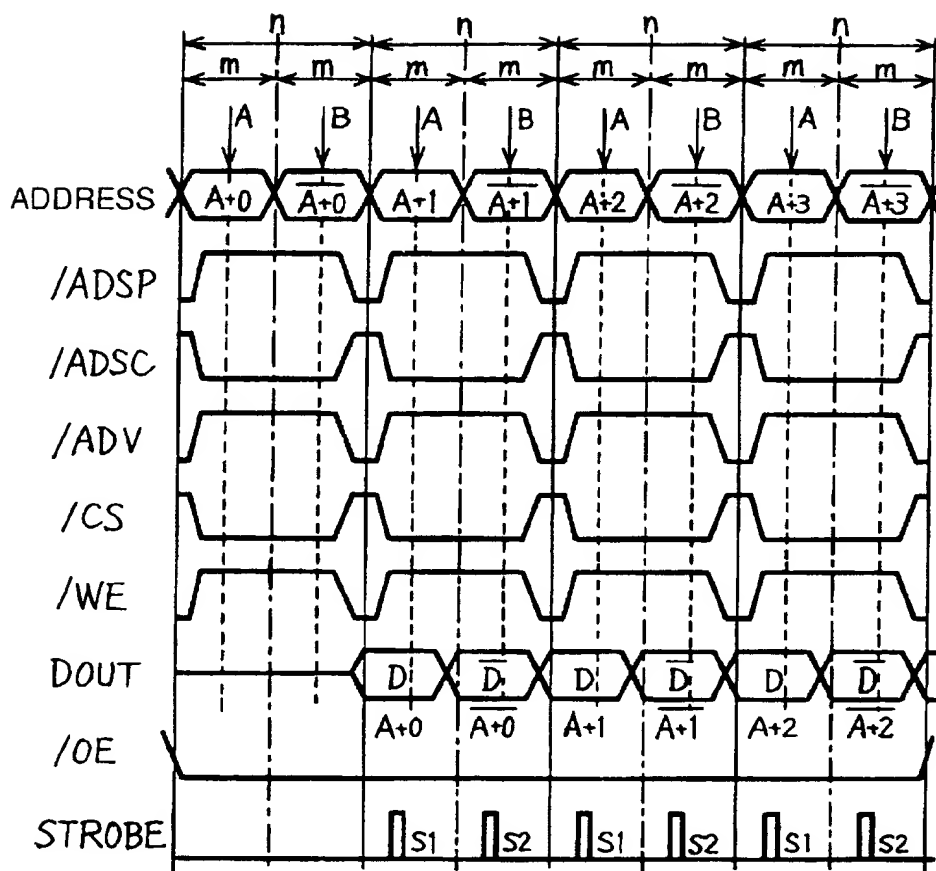 n n n n
m m m m m m m m
A B A B A B A B
ADDRESS A+0 A̅+̅0̅ A+1 A̅+̅1̅ A+2 A̅+̅2̅ A+3 A̅+̅3̅
/ADSP
/ADSC
/ADV
/CS
/WE
DOUT D D̅ D D̅ D D̅
A+0 A̅+̅0̅ A+1 A̅+̅1̅ A+2 A̅+̅2̅
/OE
STROBE S1 S2 S1 S2 S1 S2